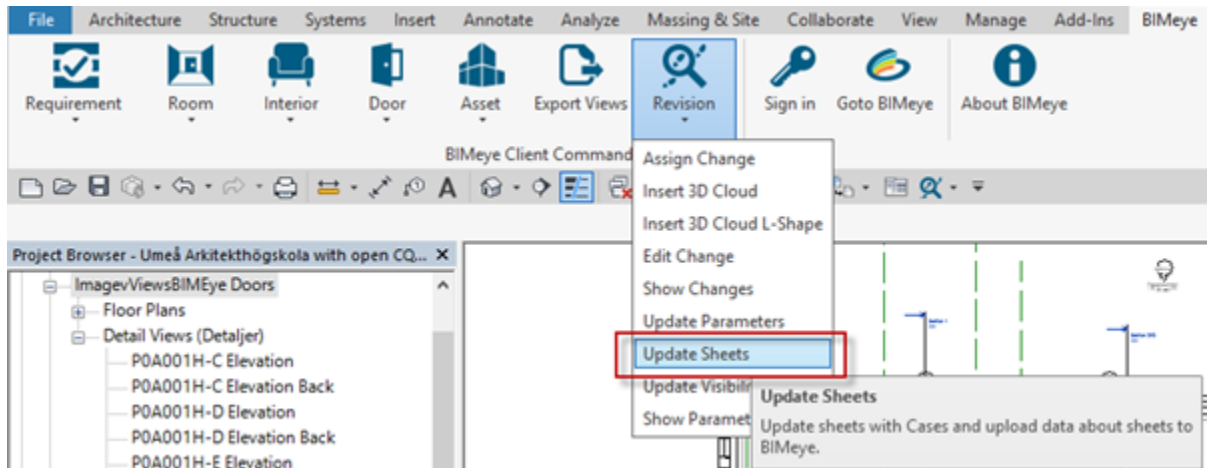 File Architecture Structure Systems Insert Annotate Analyze Massing & Site Collaborate View Manage Add-Ins BIMeye
Requirement Room Interior Door Asset Export Views Revision Sign in Goto BIMeye About BIMeye
BIMeye Client Command
Assign Change
Insert 3D Cloud
Insert 3D Cloud L-Shape
Edit Change
Show Changes
Update Parameters
Update Sheets
Update Visibilit
Show Paramet
Update Sheets
Update sheets with Cases and upload data about sheets to
BIMeye.
Project Browser - Umeå Arkitekthögskola with open CQ...
ImagevViewsBIMEye Doors
Floor Plans
Detail Views (Detaljer)
P0A001H-C Elevation
P0A001H-C Elevation Back
P0A001H-D Elevation
P0A001H-D Elevation Back
P0A001H-E Elevation